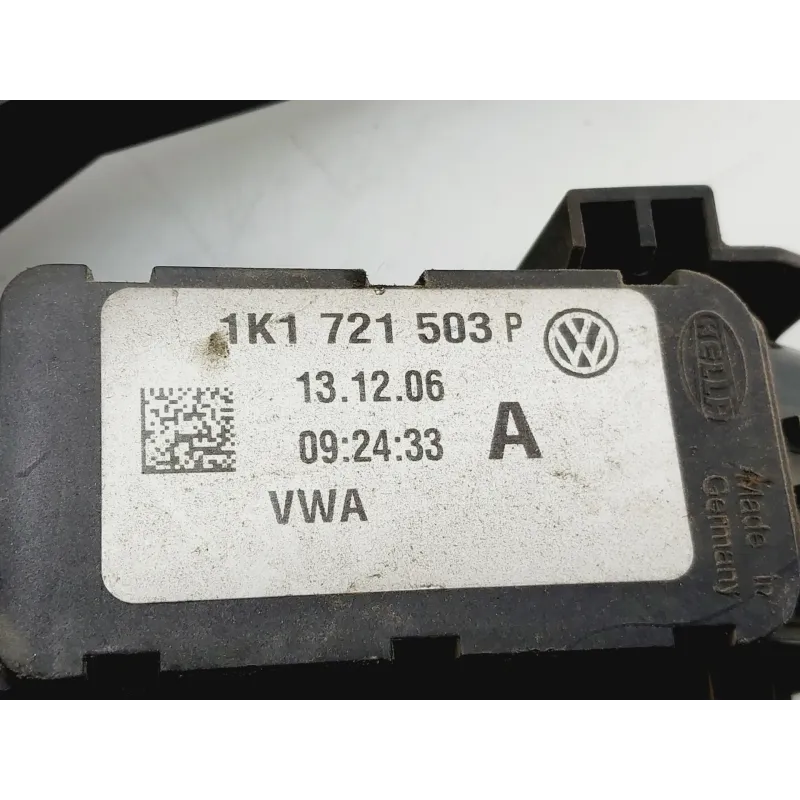 1K1 721 503 P
13.12.06
09:24:33 A
VWA
HELLA
Made in
Germany